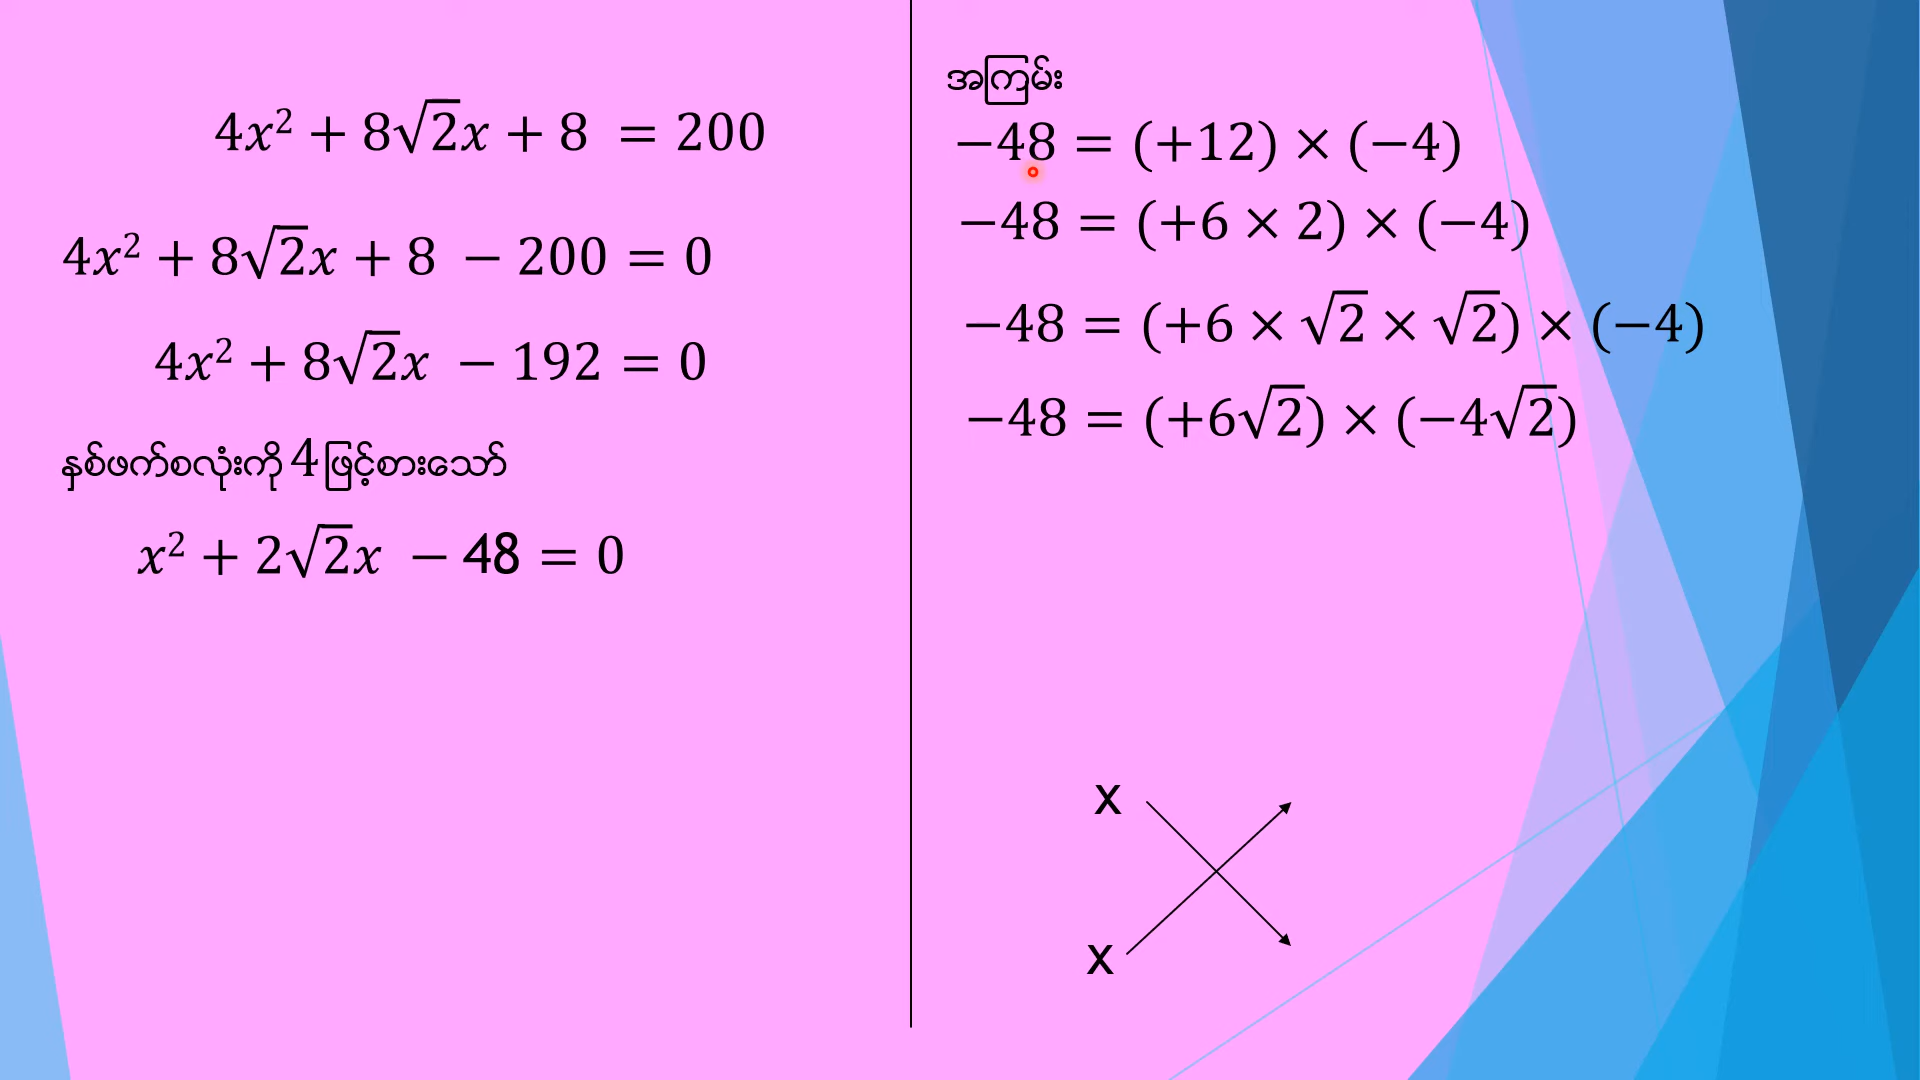 4x² + 8√2x + 8 = 200
4x² + 8√2x + 8 − 200 = 0
4x² + 8√2x − 192 = 0
နှစ်ဖက်စလုံးကို 4 ဖြင့်စားသော်
x² + 2√2x − 48 = 0
အကြမ်း
−48 = (+12) × (−4)
−48 = (+6 × 2) × (−4)
−48 = (+6 × √2 × √2) × (−4)
−48 = (+6√2) × (−4√2)
x
x